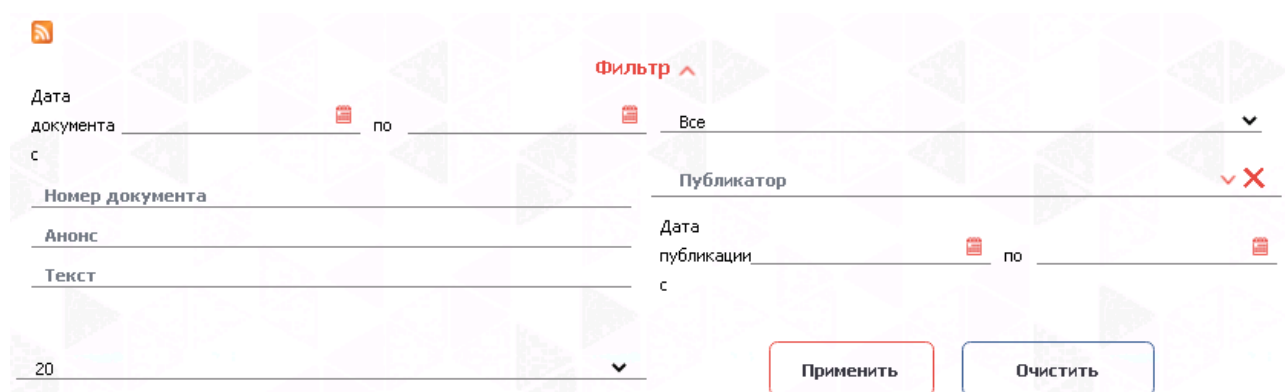 Фильтр
Дата
документа
с
по
Все
Номер документа
Публикатор
Анонс
Дата
публикации
с
по
Текст
20
Применить
Очистить